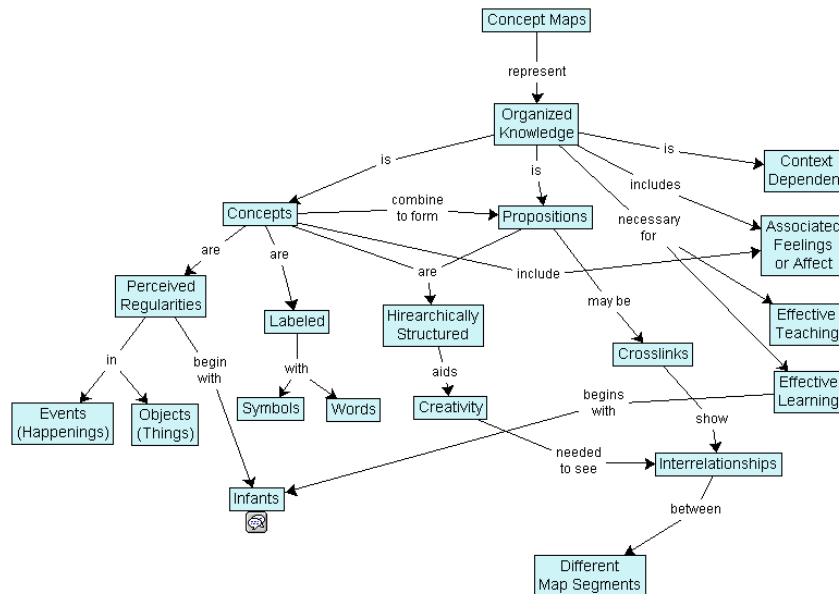 Concept Maps
represent
Organized
Knowledge
is
is
is
Context
Dependent
includes
combine
to form
necessary
for
Concepts
Propositions
Associated
Feelings
or Affect
are
are
are
include
Perceived
Regularities
may be
Labeled
Hirearchically
Structured
Effective
Teaching
in
begin
with
with
aids
Crosslinks
begins
with
Effective
Learning
Events
(Happenings)
Objects
(Things)
Symbols
Words
Creativity
show
needed
to see
Interrelationships
Infants
between
Different
Map Segments